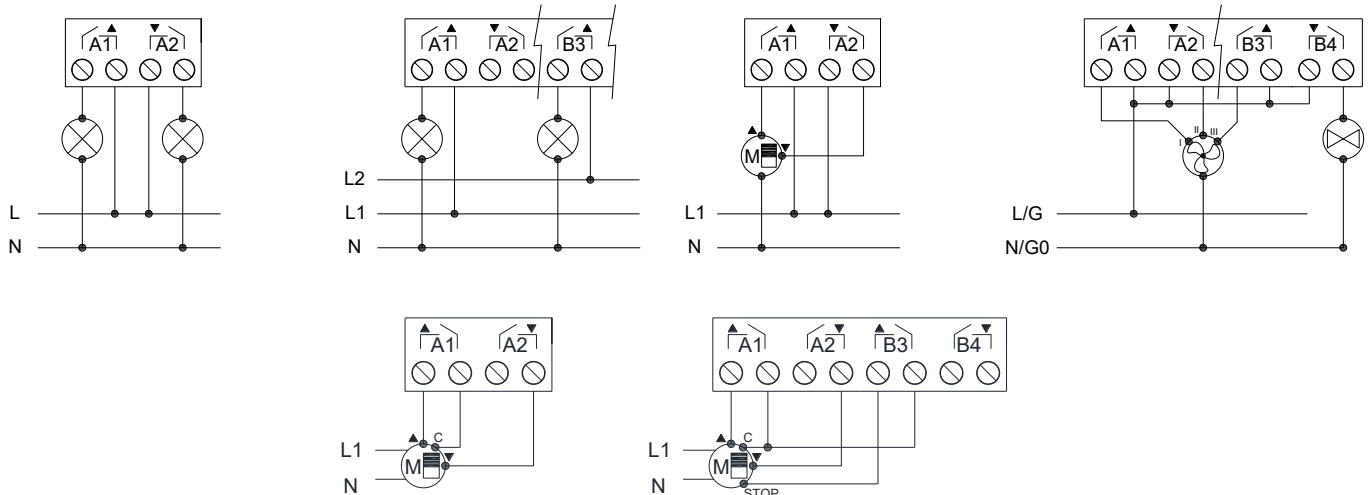 A1 A2
L
N
A1 A2 B3
L2
L1
N
A1 A2
M
L1
N
A1 A2 B3 B4
I II III
L/G
N/G0
A1 A2
L1 C
M
N
A1 A2 B3 B4
L1 C
M
N
STOP